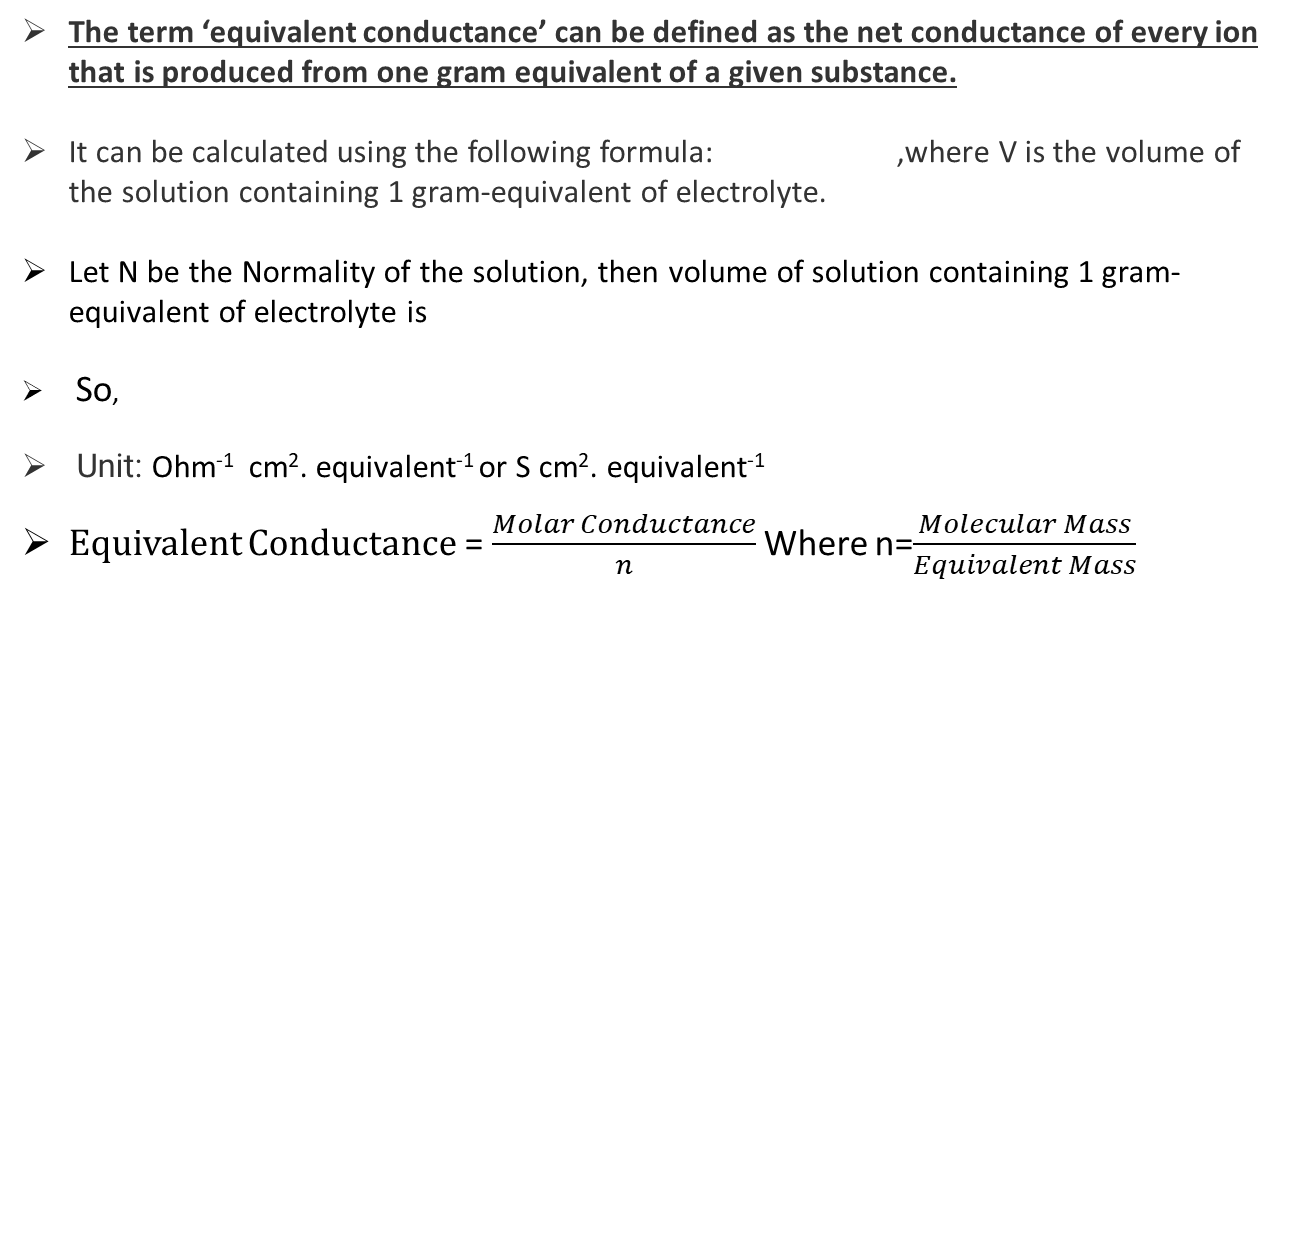 ➢ The term ‘equivalent conductance’ can be defined as the net conductance of every ion
that is produced from one gram equivalent of a given substance.
➢ It can be calculated using the following formula: ,where V is the volume of
the solution containing 1 gram-equivalent of electrolyte.
➢ Let N be the Normality of the solution, then volume of solution containing 1 gram-
equivalent of electrolyte is
➢ So,
➢ Unit: Ohm⁻¹ cm². equivalent⁻¹ or S cm². equivalent⁻¹
➢ Equivalent Conductance = Molar Conductance / n Where n= Molecular Mass / Equivalent Mass